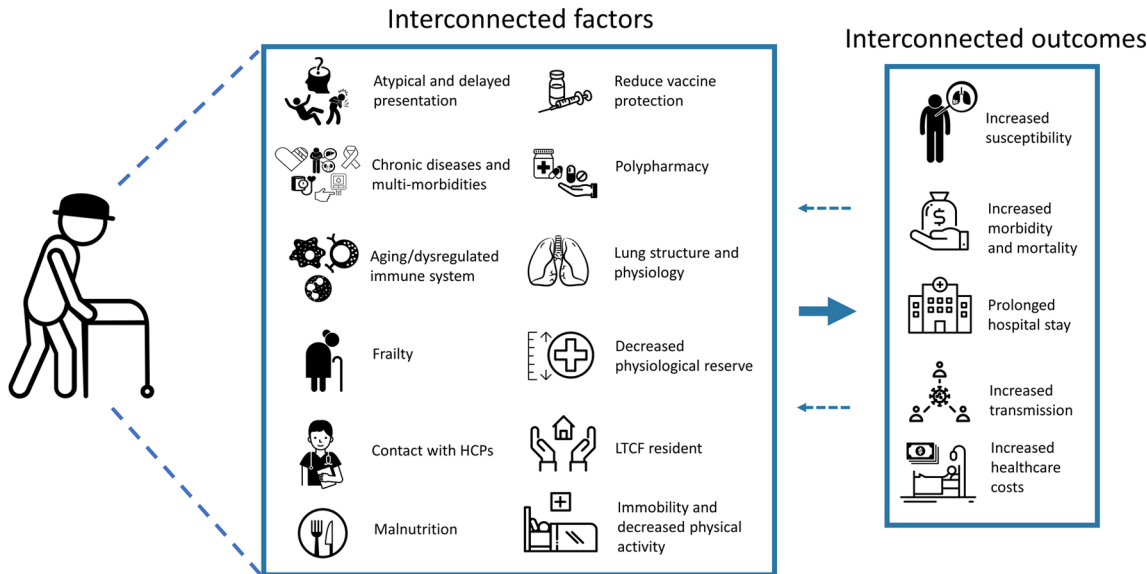 Interconnected factors
Atypical and delayed
presentation
Reduce vaccine
protection
Chronic diseases and
multi-morbidities
Polypharmacy
Aging/dysregulated
immune system
Lung structure and
physiology
Frailty
Decreased
physiological reserve
Contact with HCPs
LTCF resident
Malnutrition
Immobility and
decreased physical
activity
Interconnected outcomes
Increased
susceptibility
Increased
morbidity
and mortality
Prolonged
hospital stay
Increased
transmission
Increased
healthcare
costs